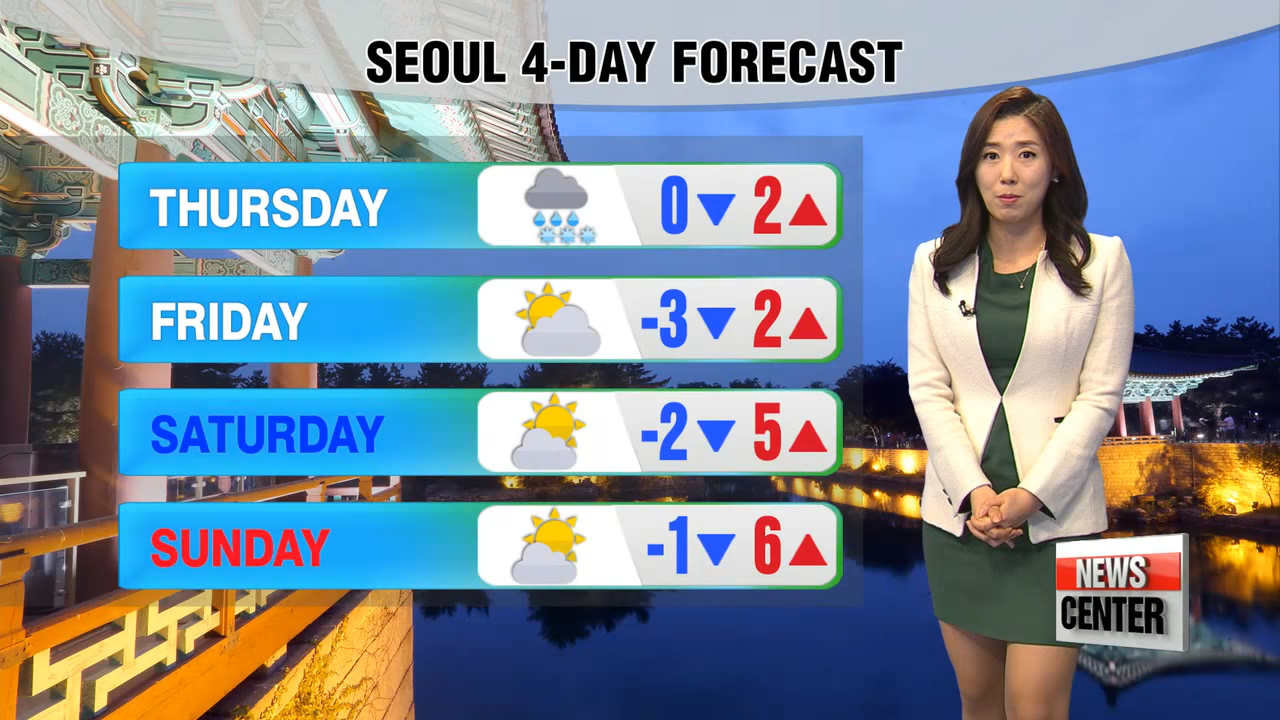 SEOUL 4-DAY FORECAST
THURSDAY 0 2
FRIDAY -3 2
SATURDAY -2 5
SUNDAY -1 6
NEWS
CENTER